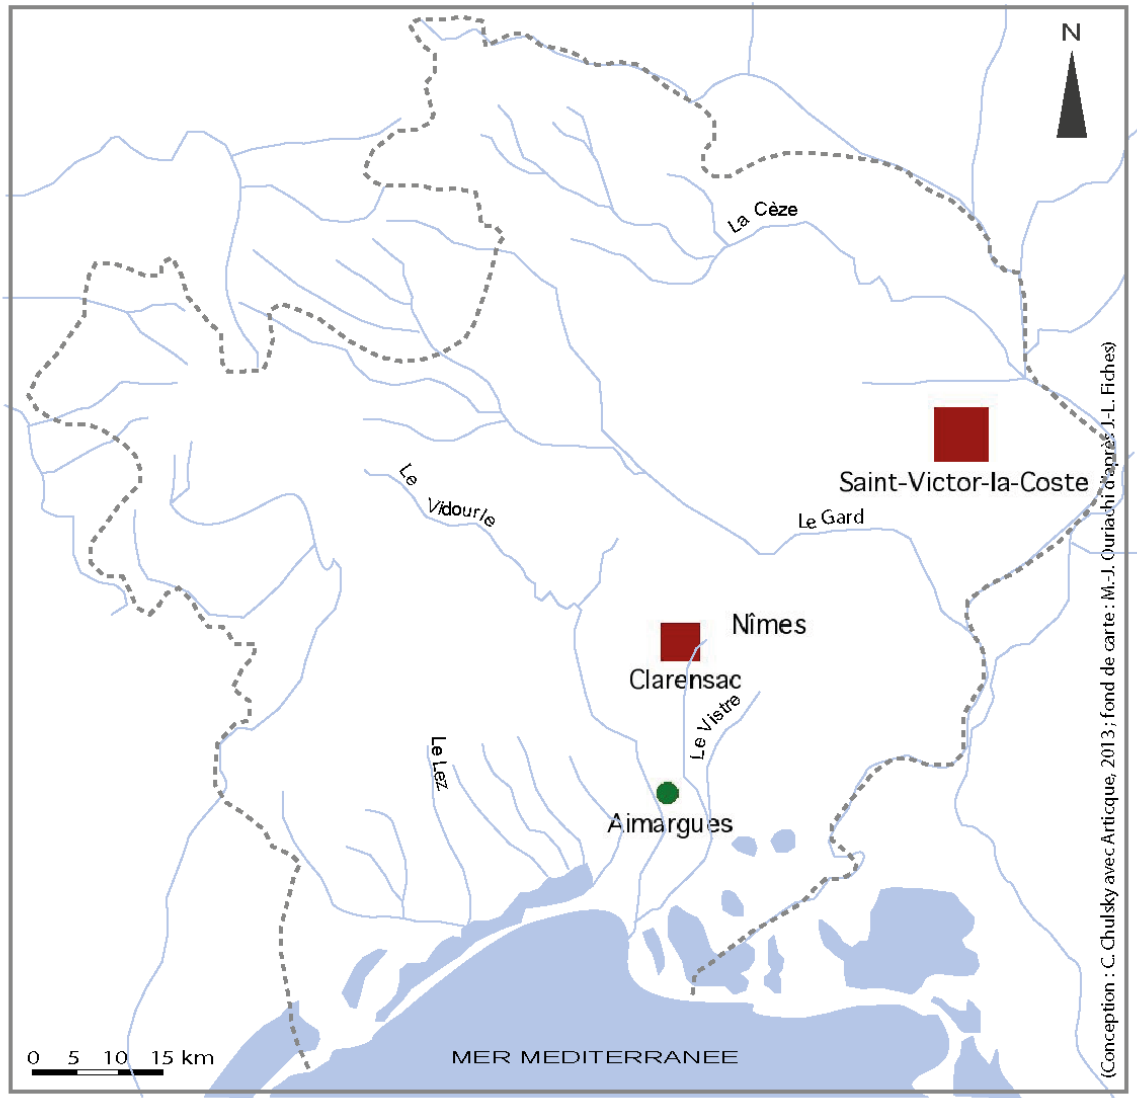 N
La Cèze
Saint-Victor-la-Coste
Le Vidourle
Le Gard
Nîmes
Clarensac
Le Vistre
Le Lez
Aimargues
MER MEDITERRANEE
0 5 10 15 km
(Conception : C. Chulsky avec Articque, 2013 ; fond de carte : M.-J. Ouriachi d'après J.-L. Fiches)